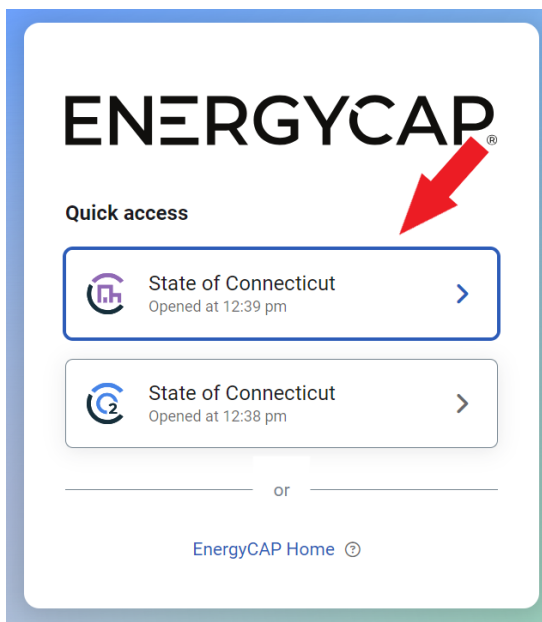 ENERGYCAP®
Quick access
State of Connecticut
Opened at 12:39 pm
2
State of Connecticut
Opened at 12:38 pm
or
EnergyCAP Home ?